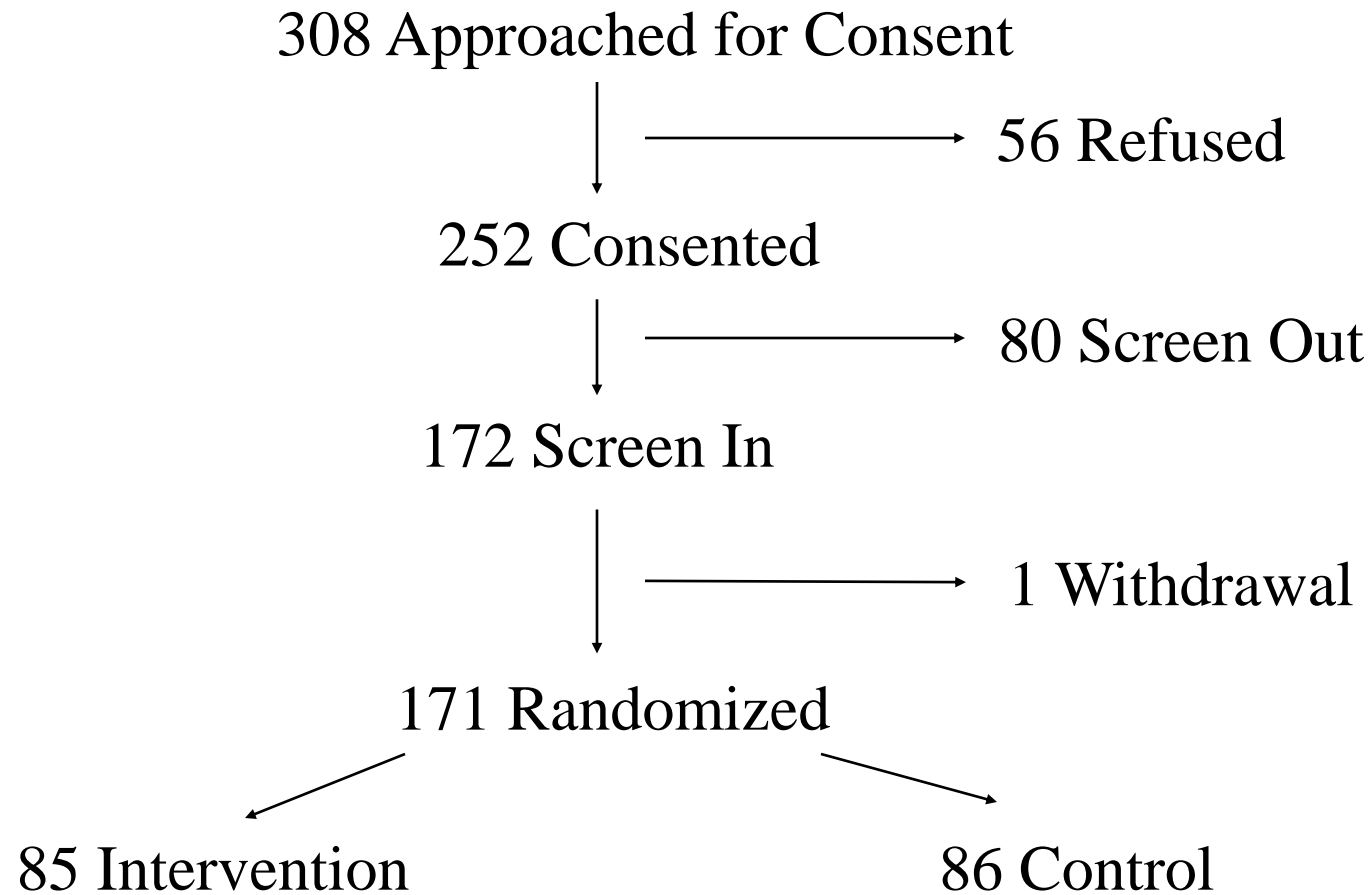 308 Approached for Consent
56 Refused
252 Consented
80 Screen Out
172 Screen In
1 Withdrawal
171 Randomized
85 Intervention
86 Control